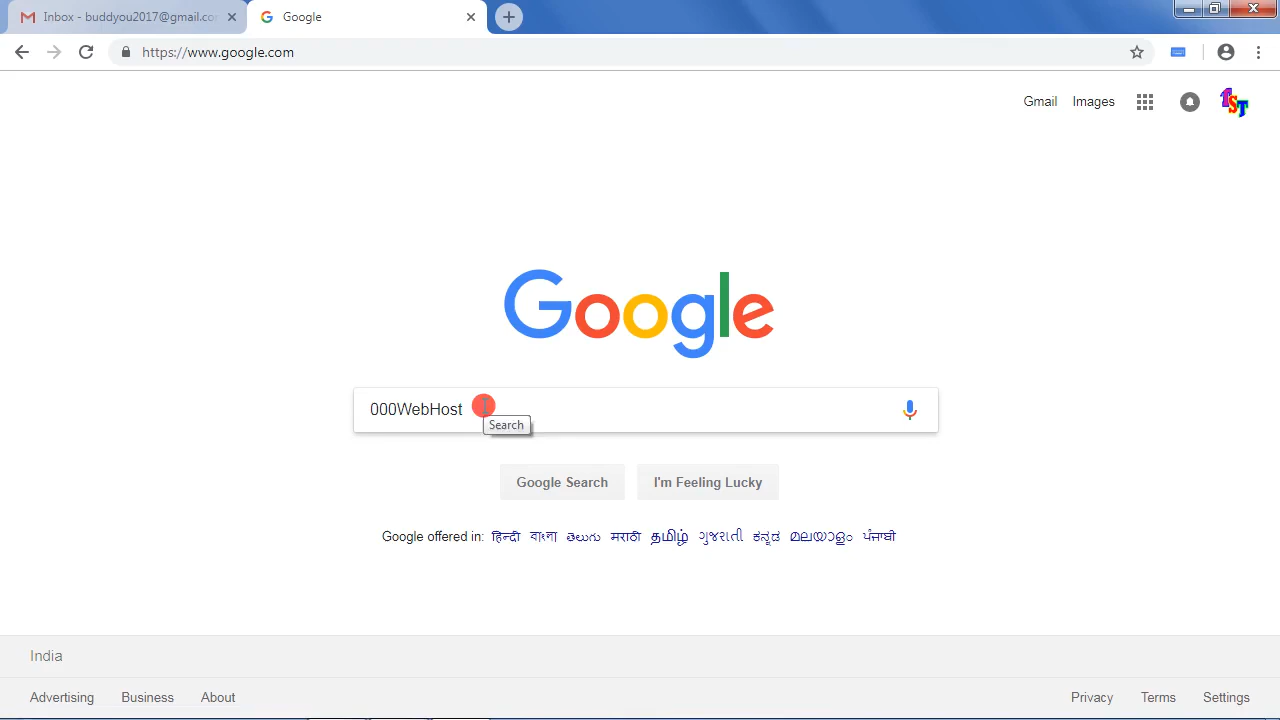 Inbox - buddyou2017@gmail.co
Google
https://www.google.com
Gmail Images
Google
000WebHost
Search
Google Search I'm Feeling Lucky
Google offered in: हिन्दी বাংলা తెలుగు मराठी தமிழ் ગુજરાતી ಕನ್ನಡ മലയാളം ਪੰਜਾਬੀ
India
Advertising Business About Privacy Terms Settings